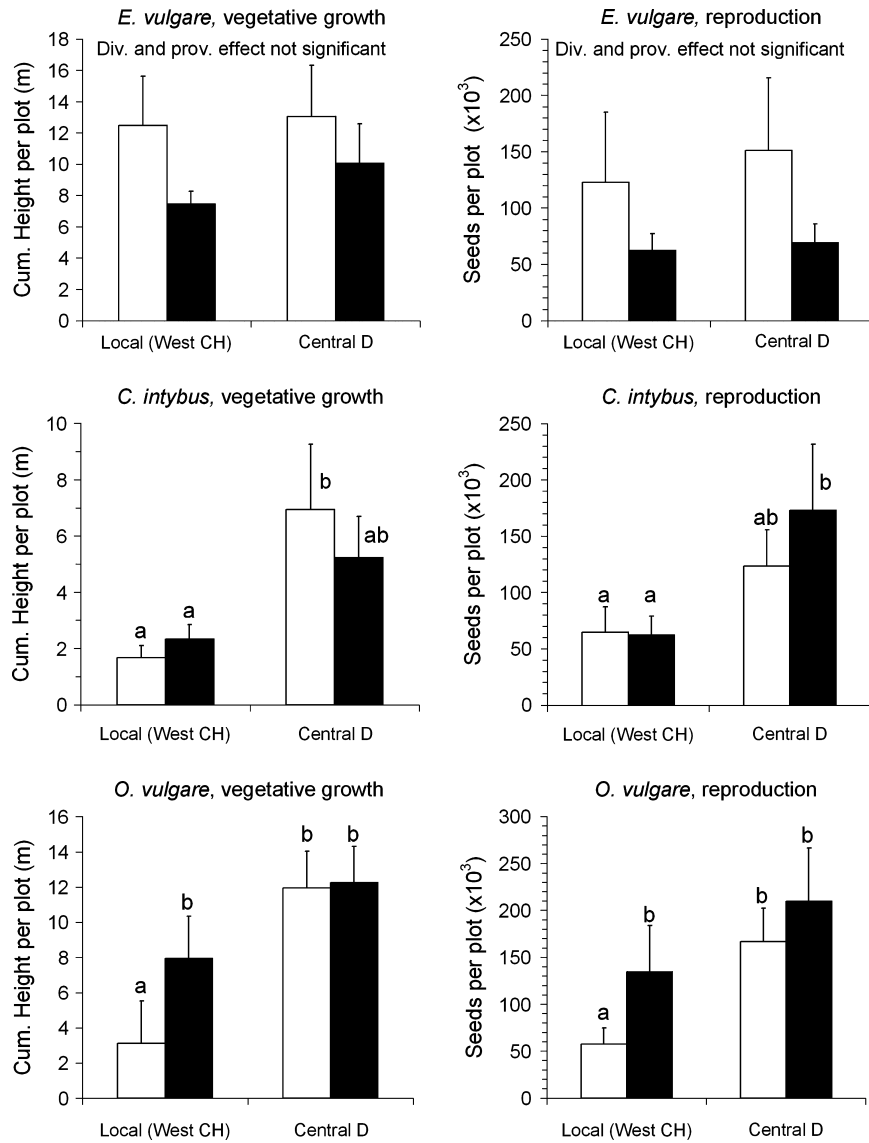 E. vulgare, vegetative growth
Div. and prov. effect not significant
Cum. Height per plot (m)
18
16
14
12
10
8
6
4
2
0
Local (West CH)
Central D
E. vulgare, reproduction
Div. and prov. effect not significant
Seeds per plot (x10³)
250
200
150
100
50
0
Local (West CH)
Central D
C. intybus, vegetative growth
Cum. Height per plot (m)
10
8
6
4
2
0
a
a
b
ab
Local (West CH)
Central D
C. intybus, reproduction
Seeds per plot (x10³)
250
200
150
100
50
0
a
a
ab
b
Local (West CH)
Central D
O. vulgare, vegetative growth
Cum. Height per plot (m)
16
14
12
10
8
6
4
2
0
a
b
b
b
Local (West CH)
Central D
O. vulgare, reproduction
Seeds per plot (x10³)
300
250
200
150
100
50
0
a
b
b
b
Local (West CH)
Central D